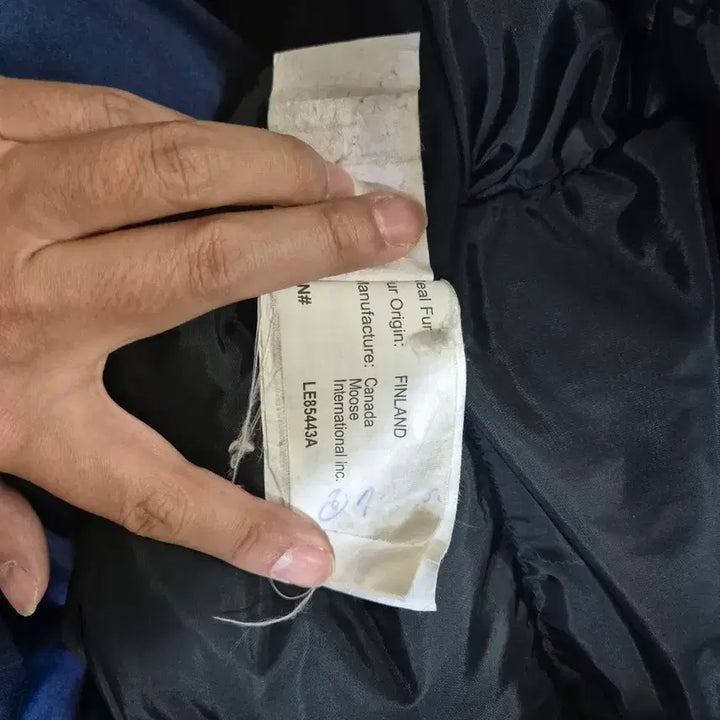 eal Fur
ur Origin: FINLAND
anufacture: Canada
Moose
International inc.
N# LE85443A